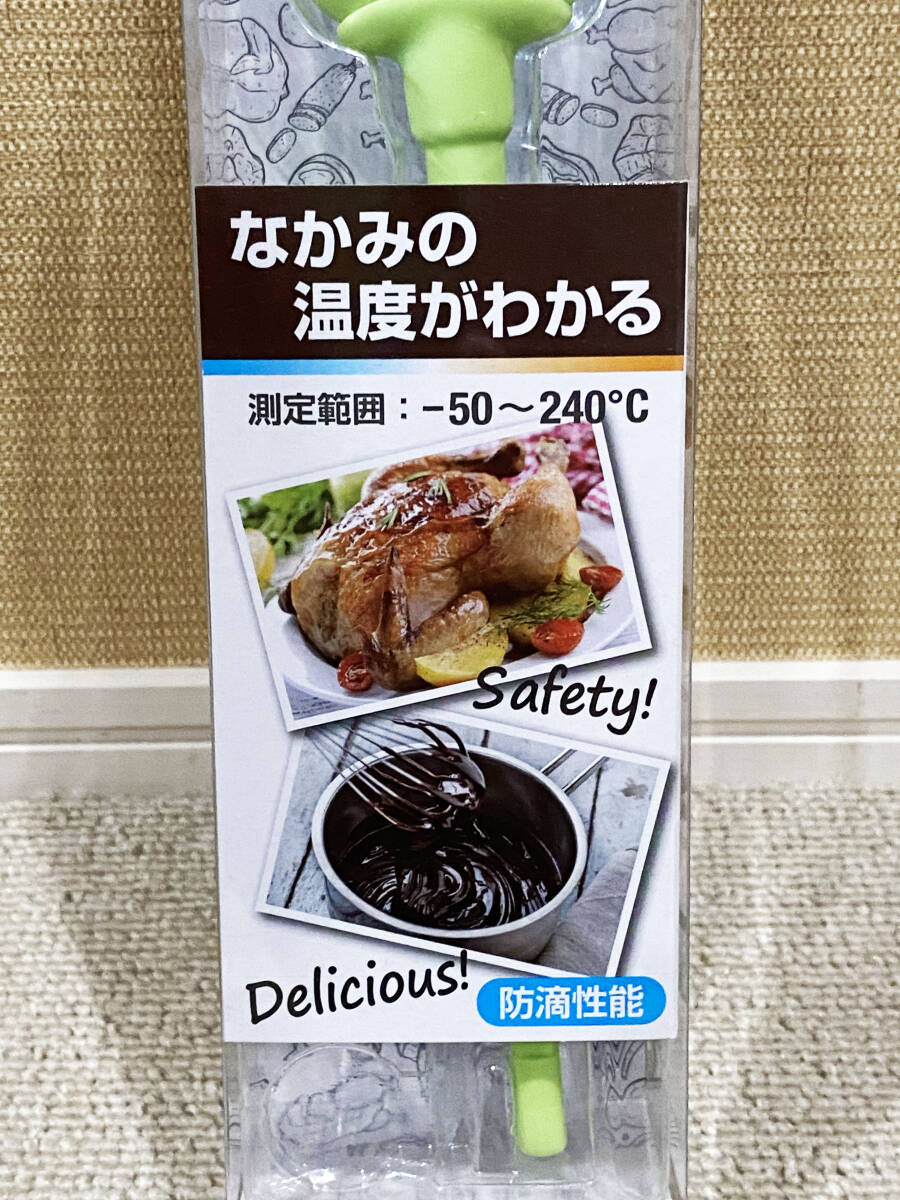 なかみの
温度がわかる
測定範囲：−50〜240°C
Safety!
Delicious!
防滴性能